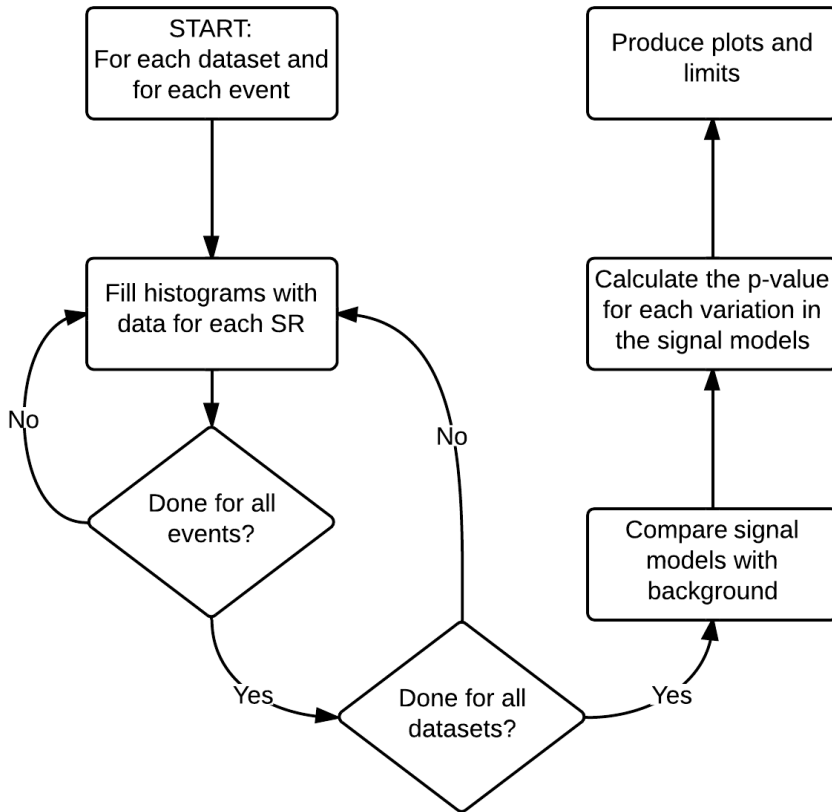 START:
For each dataset and
for each event
Fill histograms with
data for each SR
No
Done for all
events?
Yes
No
Done for all
datasets?
Yes
Compare signal
models with
background
Calculate the p-value
for each variation in
the signal models
Produce plots and
limits